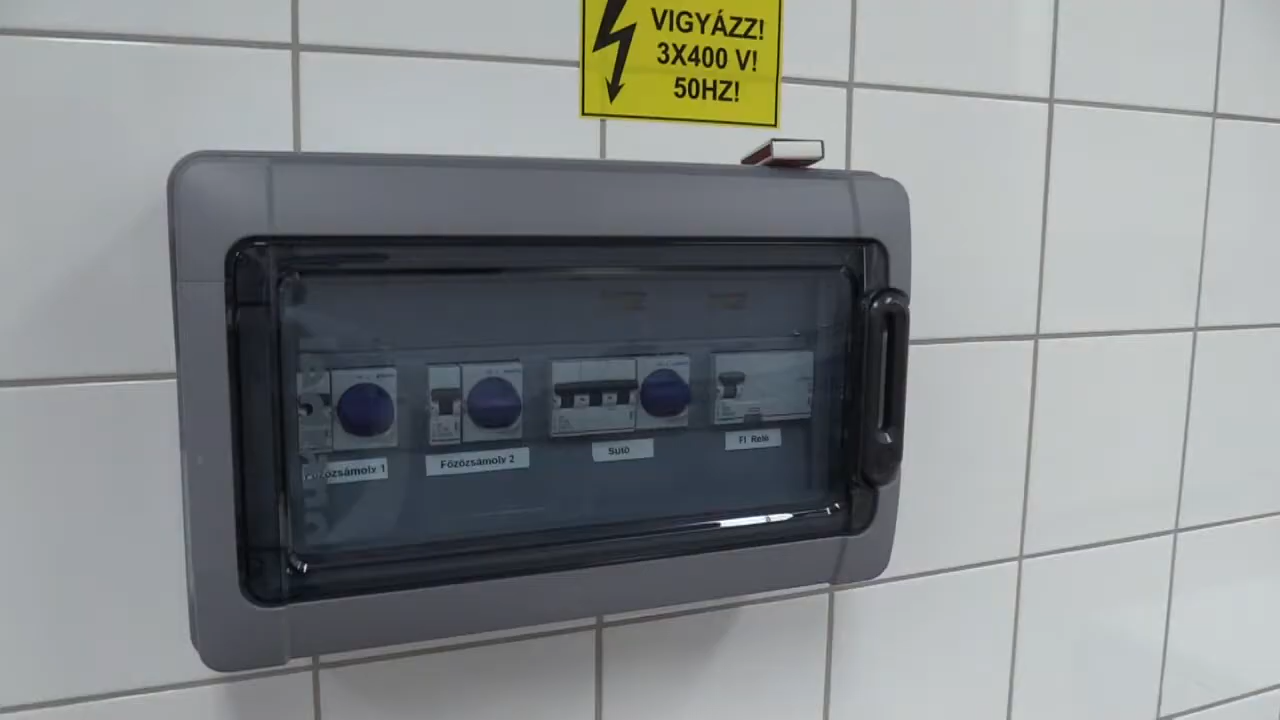 VIGYÁZZ!
3X400 V!
50HZ!
Főzőzsámoly 1
Főzőzsámoly 2
Sütő
FI Relé